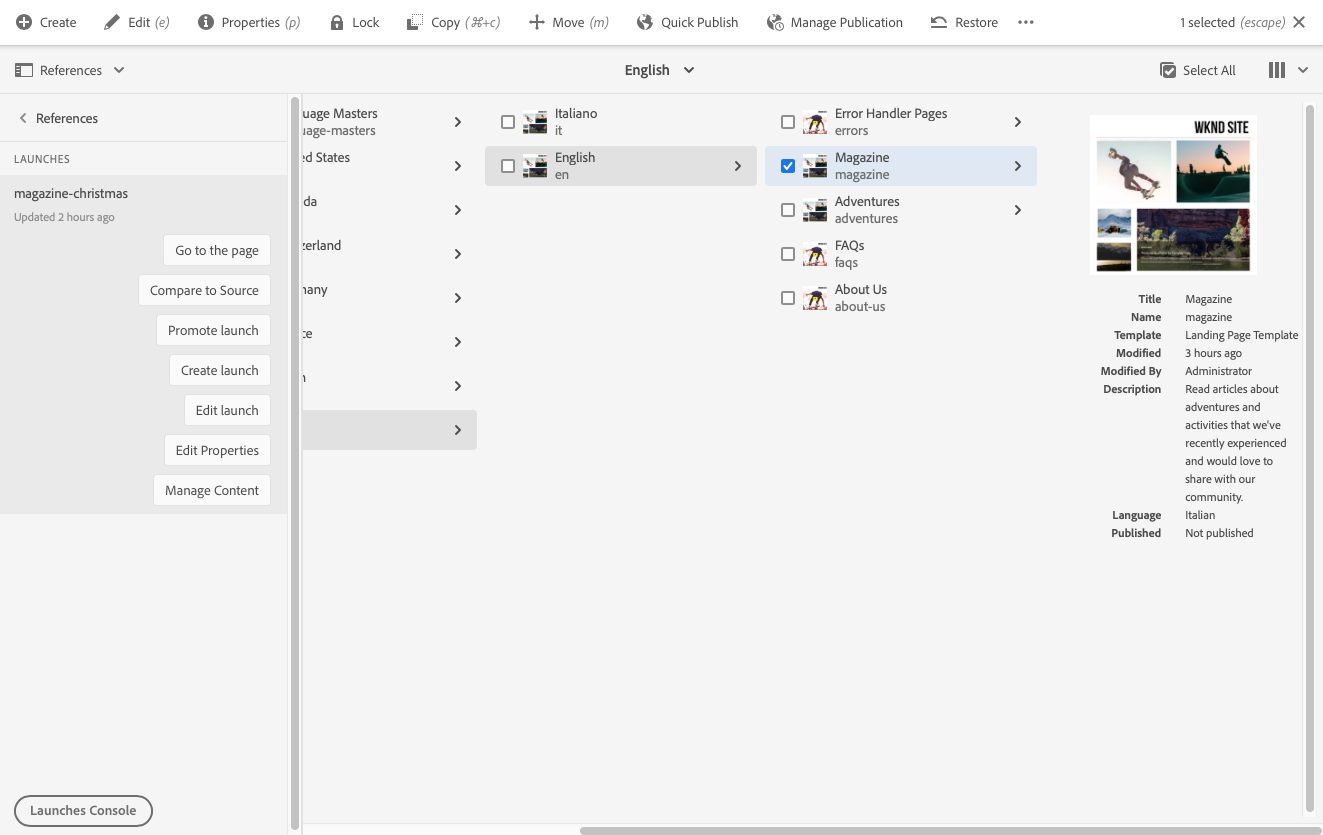 Create Edit (e) Properties (p) Lock Copy (⌘+c) Move (m) Quick Publish Manage Publication Restore ••• 1 selected (escape)
References English Select All
References
LAUNCHES
magazine-christmas
Updated 2 hours ago
Go to the page
Compare to Source
Promote launch
Create launch
Edit launch
Edit Properties
Manage Content
Launches Console
uage Masters
uage-masters
ed States
da
zerland
nany
ce
Italiano
it
English
en
Error Handler Pages
errors
Magazine
magazine
Adventures
adventures
FAQs
faqs
About Us
about-us
WKND SITE
Title Magazine
Name magazine
Template Landing Page Template
Modified 3 hours ago
Modified By Administrator
Description Read articles about
adventures and
activities that we've
recently experienced
and would love to
share with our
community.
Language Italian
Published Not published